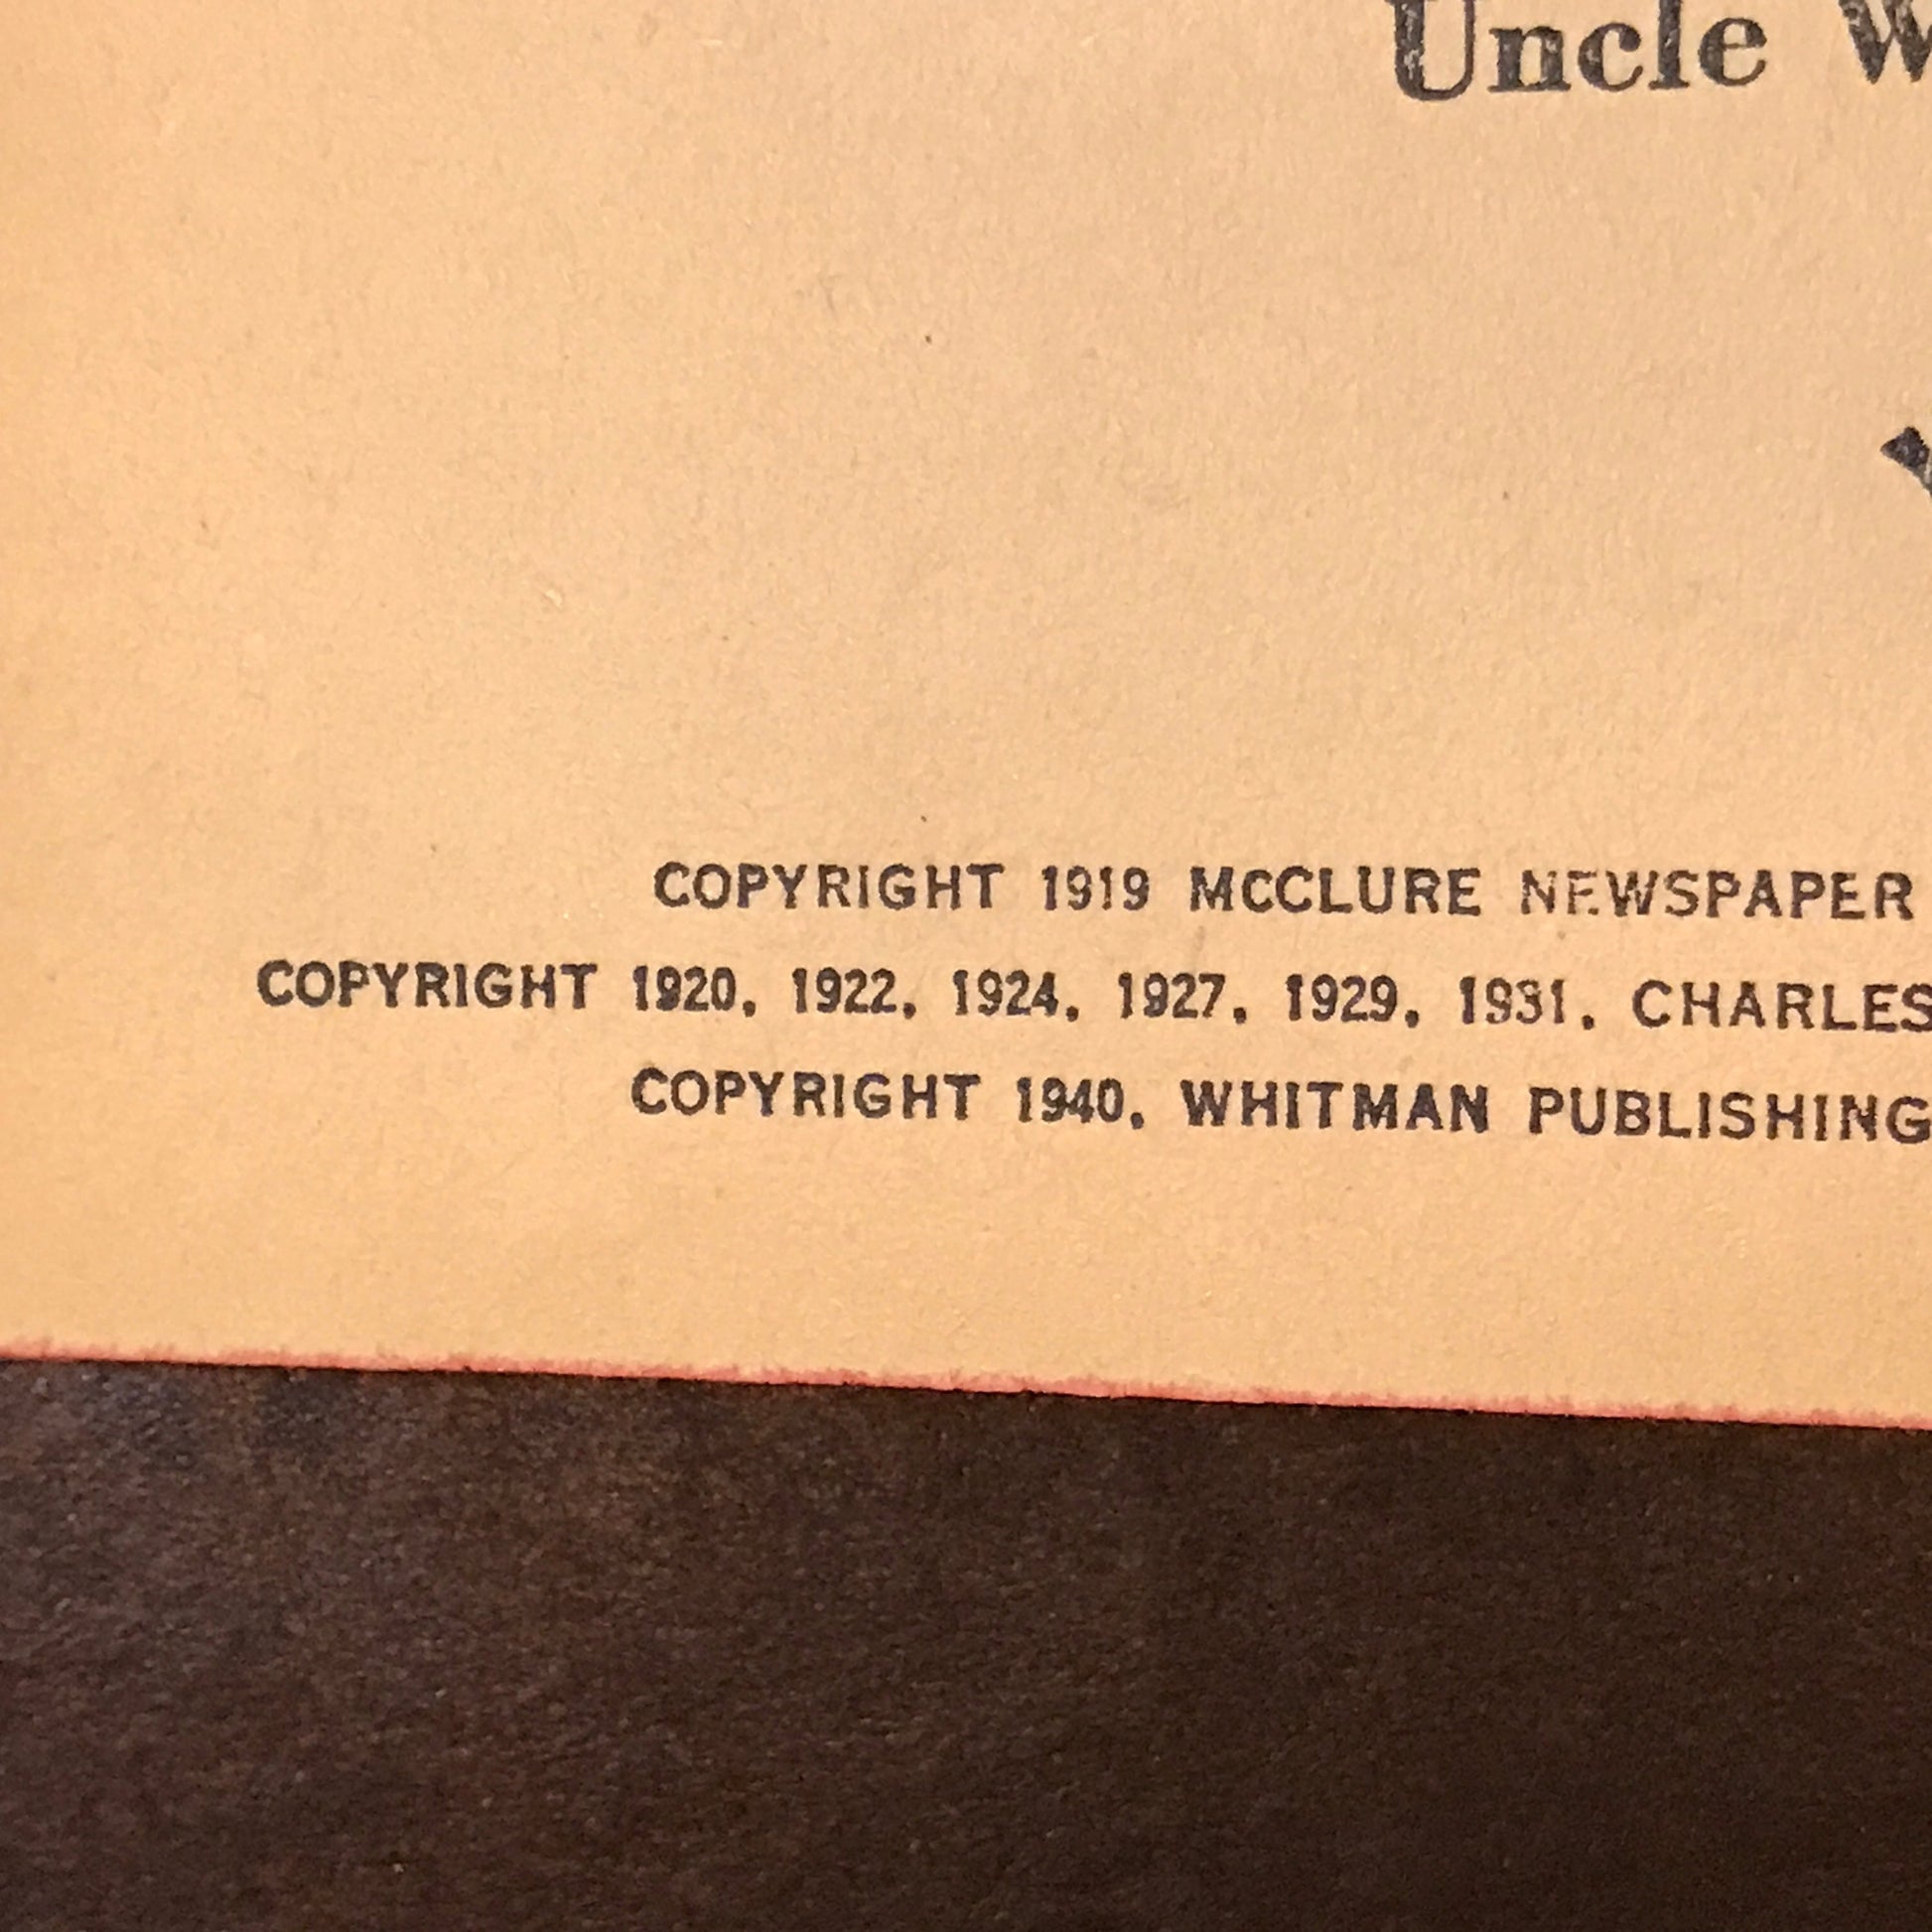 Uncle W
COPYRIGHT 1919 MCCLURE NEWSPAPER
COPYRIGHT 1920, 1922, 1924, 1927, 1929, 1931, CHARLES
COPYRIGHT 1940, WHITMAN PUBLISHING